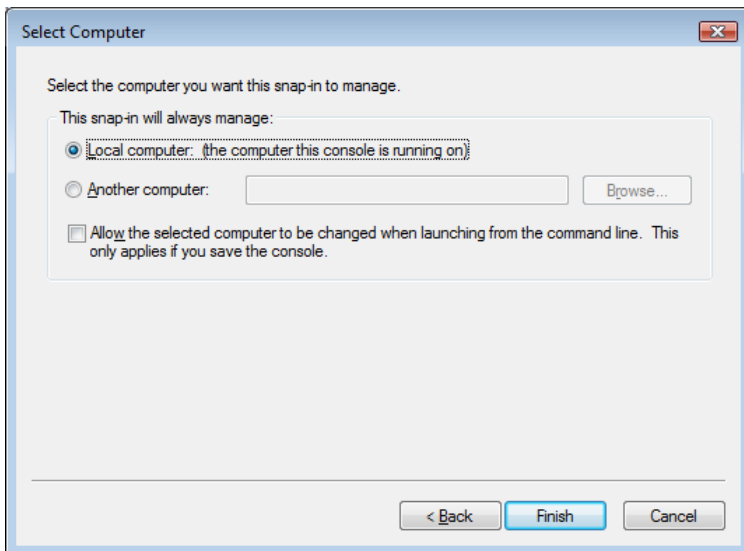 Select Computer
Select the computer you want this snap-in to manage.
This snap-in will always manage:
Local computer: (the computer this console is running on)
Another computer:
Browse...
Allow the selected computer to be changed when launching from the command line. This
only applies if you save the console.
< Back
Finish
Cancel